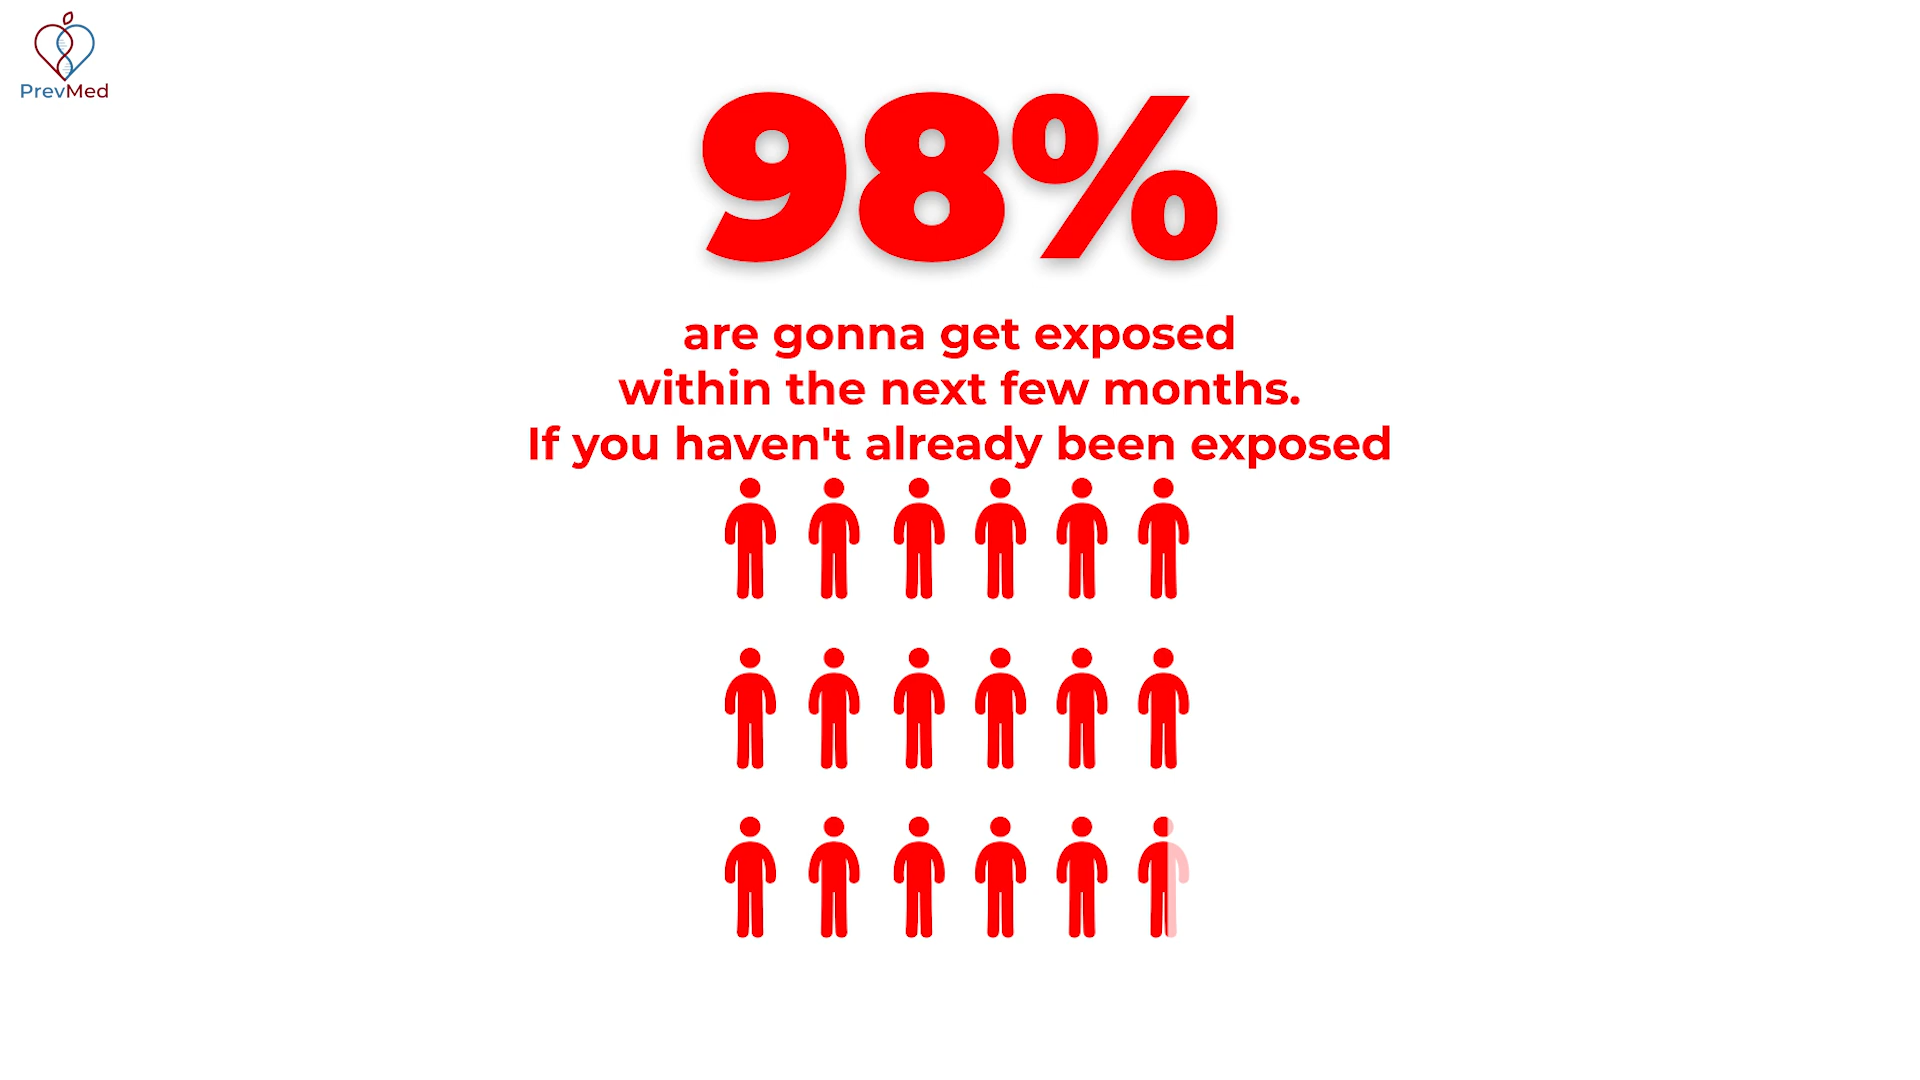 PrevMed
98%
are gonna get exposed
within the next few months.
If you haven't already been exposed